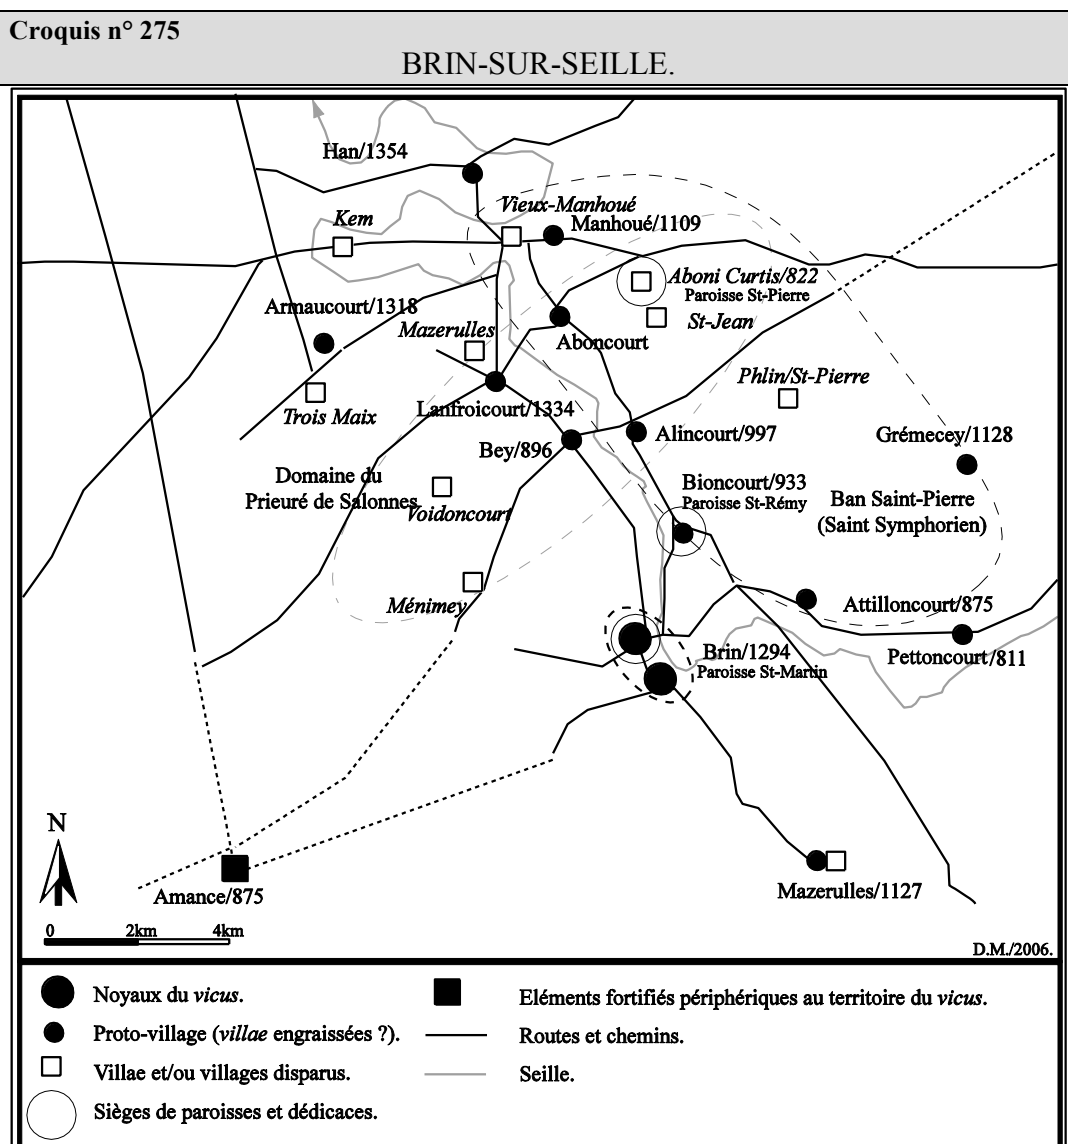 Croquis n° 275
BRIN-SUR-SEILLE.
Han/1354
Vieux-Manhoué
Kem
Manhoué/1109
Aboni Curtis/822
Paroisse St-Pierre
Armaucourt/1318
St-Jean
Mazerulles
Aboncourt
Phlin/St-Pierre
Trois Maix
Lanfroicourt/1334
Alincourt/997
Grémecey/1128
Bey/896
Domaine du
Prieuré de Salonnes
Bioncourt/933
Paroisse St-Rémy
Ban Saint-Pierre
(Saint Symphorien)
Voidoncourt
Ménimey
Attilloncourt/875
Brin/1294
Paroisse St-Martin
Pettoncourt/811
N
Amance/875
Mazerulles/1127
0 2km 4km
D.M./2006.
Noyaux du vicus.
Proto-village (villae engraissées ?).
Villae et/ou villages disparus.
Sièges de paroisses et dédicaces.
Eléments fortifiés périphériques au territoire du vicus.
Routes et chemins.
Seille.